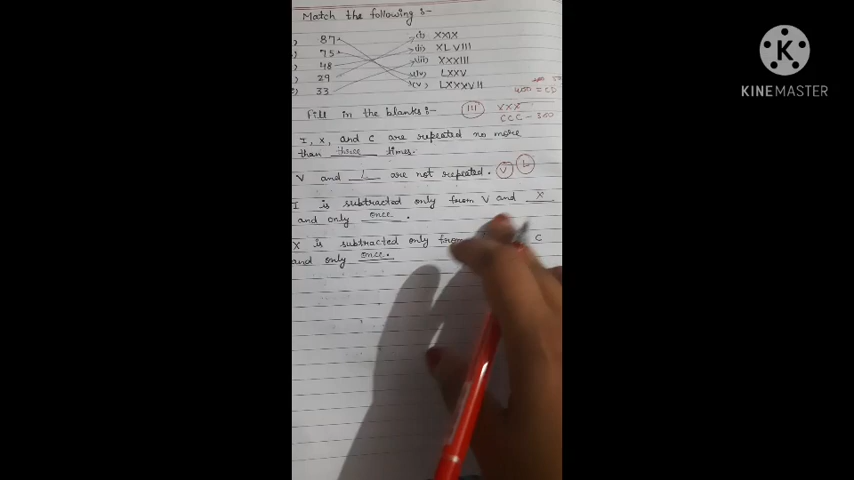 Match the following :-
87 (i) XXIX
75 (ii) XLVIII
48 (iii) XXXIII
29 (iv) LXXV
33 (v) LXXXVII
400 = CD
Fill in the blanks :- III VXX
CCC - 300
I, X, and C are repeated no more
than three times.
V and L are not repeated. V L
I is subtracted only from V and X
and only once.
X is subtracted only from C
and only once.
K
KINEMASTER